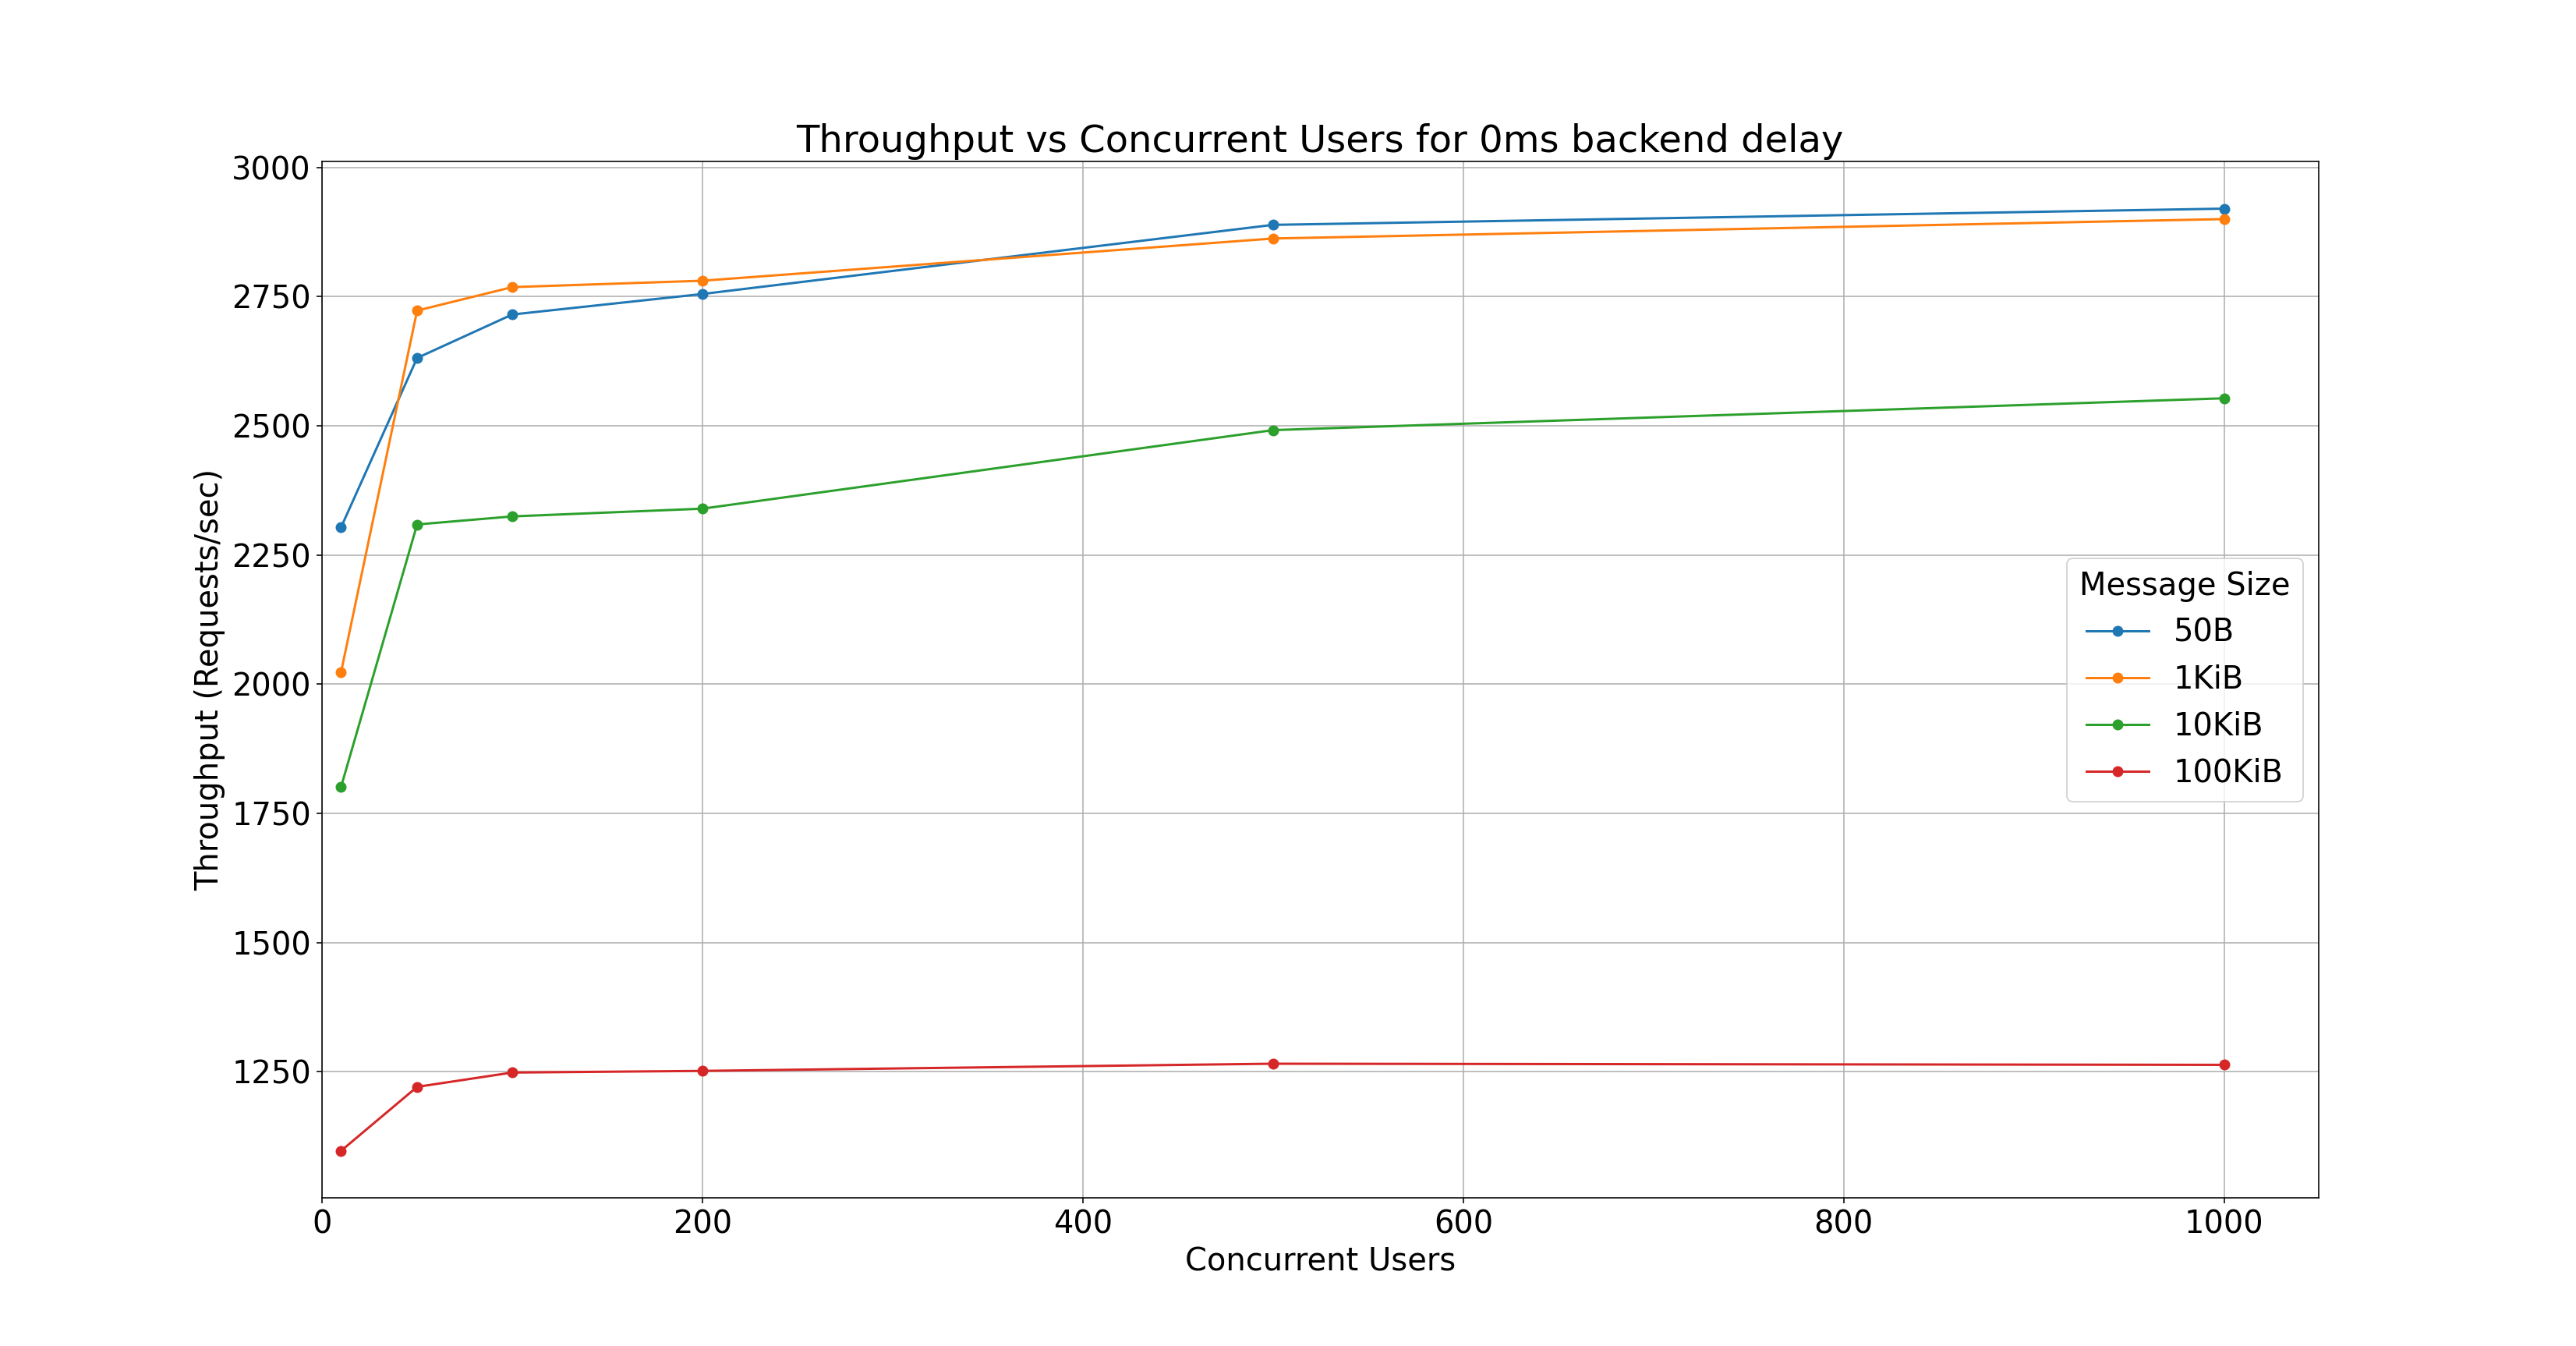 Throughput vs Concurrent Users for 0ms backend delay
3000
2750
2500
2250
2000
1750
1500
1250
Throughput (Requests/sec)
0
200
400
600
800
1000
Concurrent Users
Message Size
50B
1KiB
10KiB
100KiB